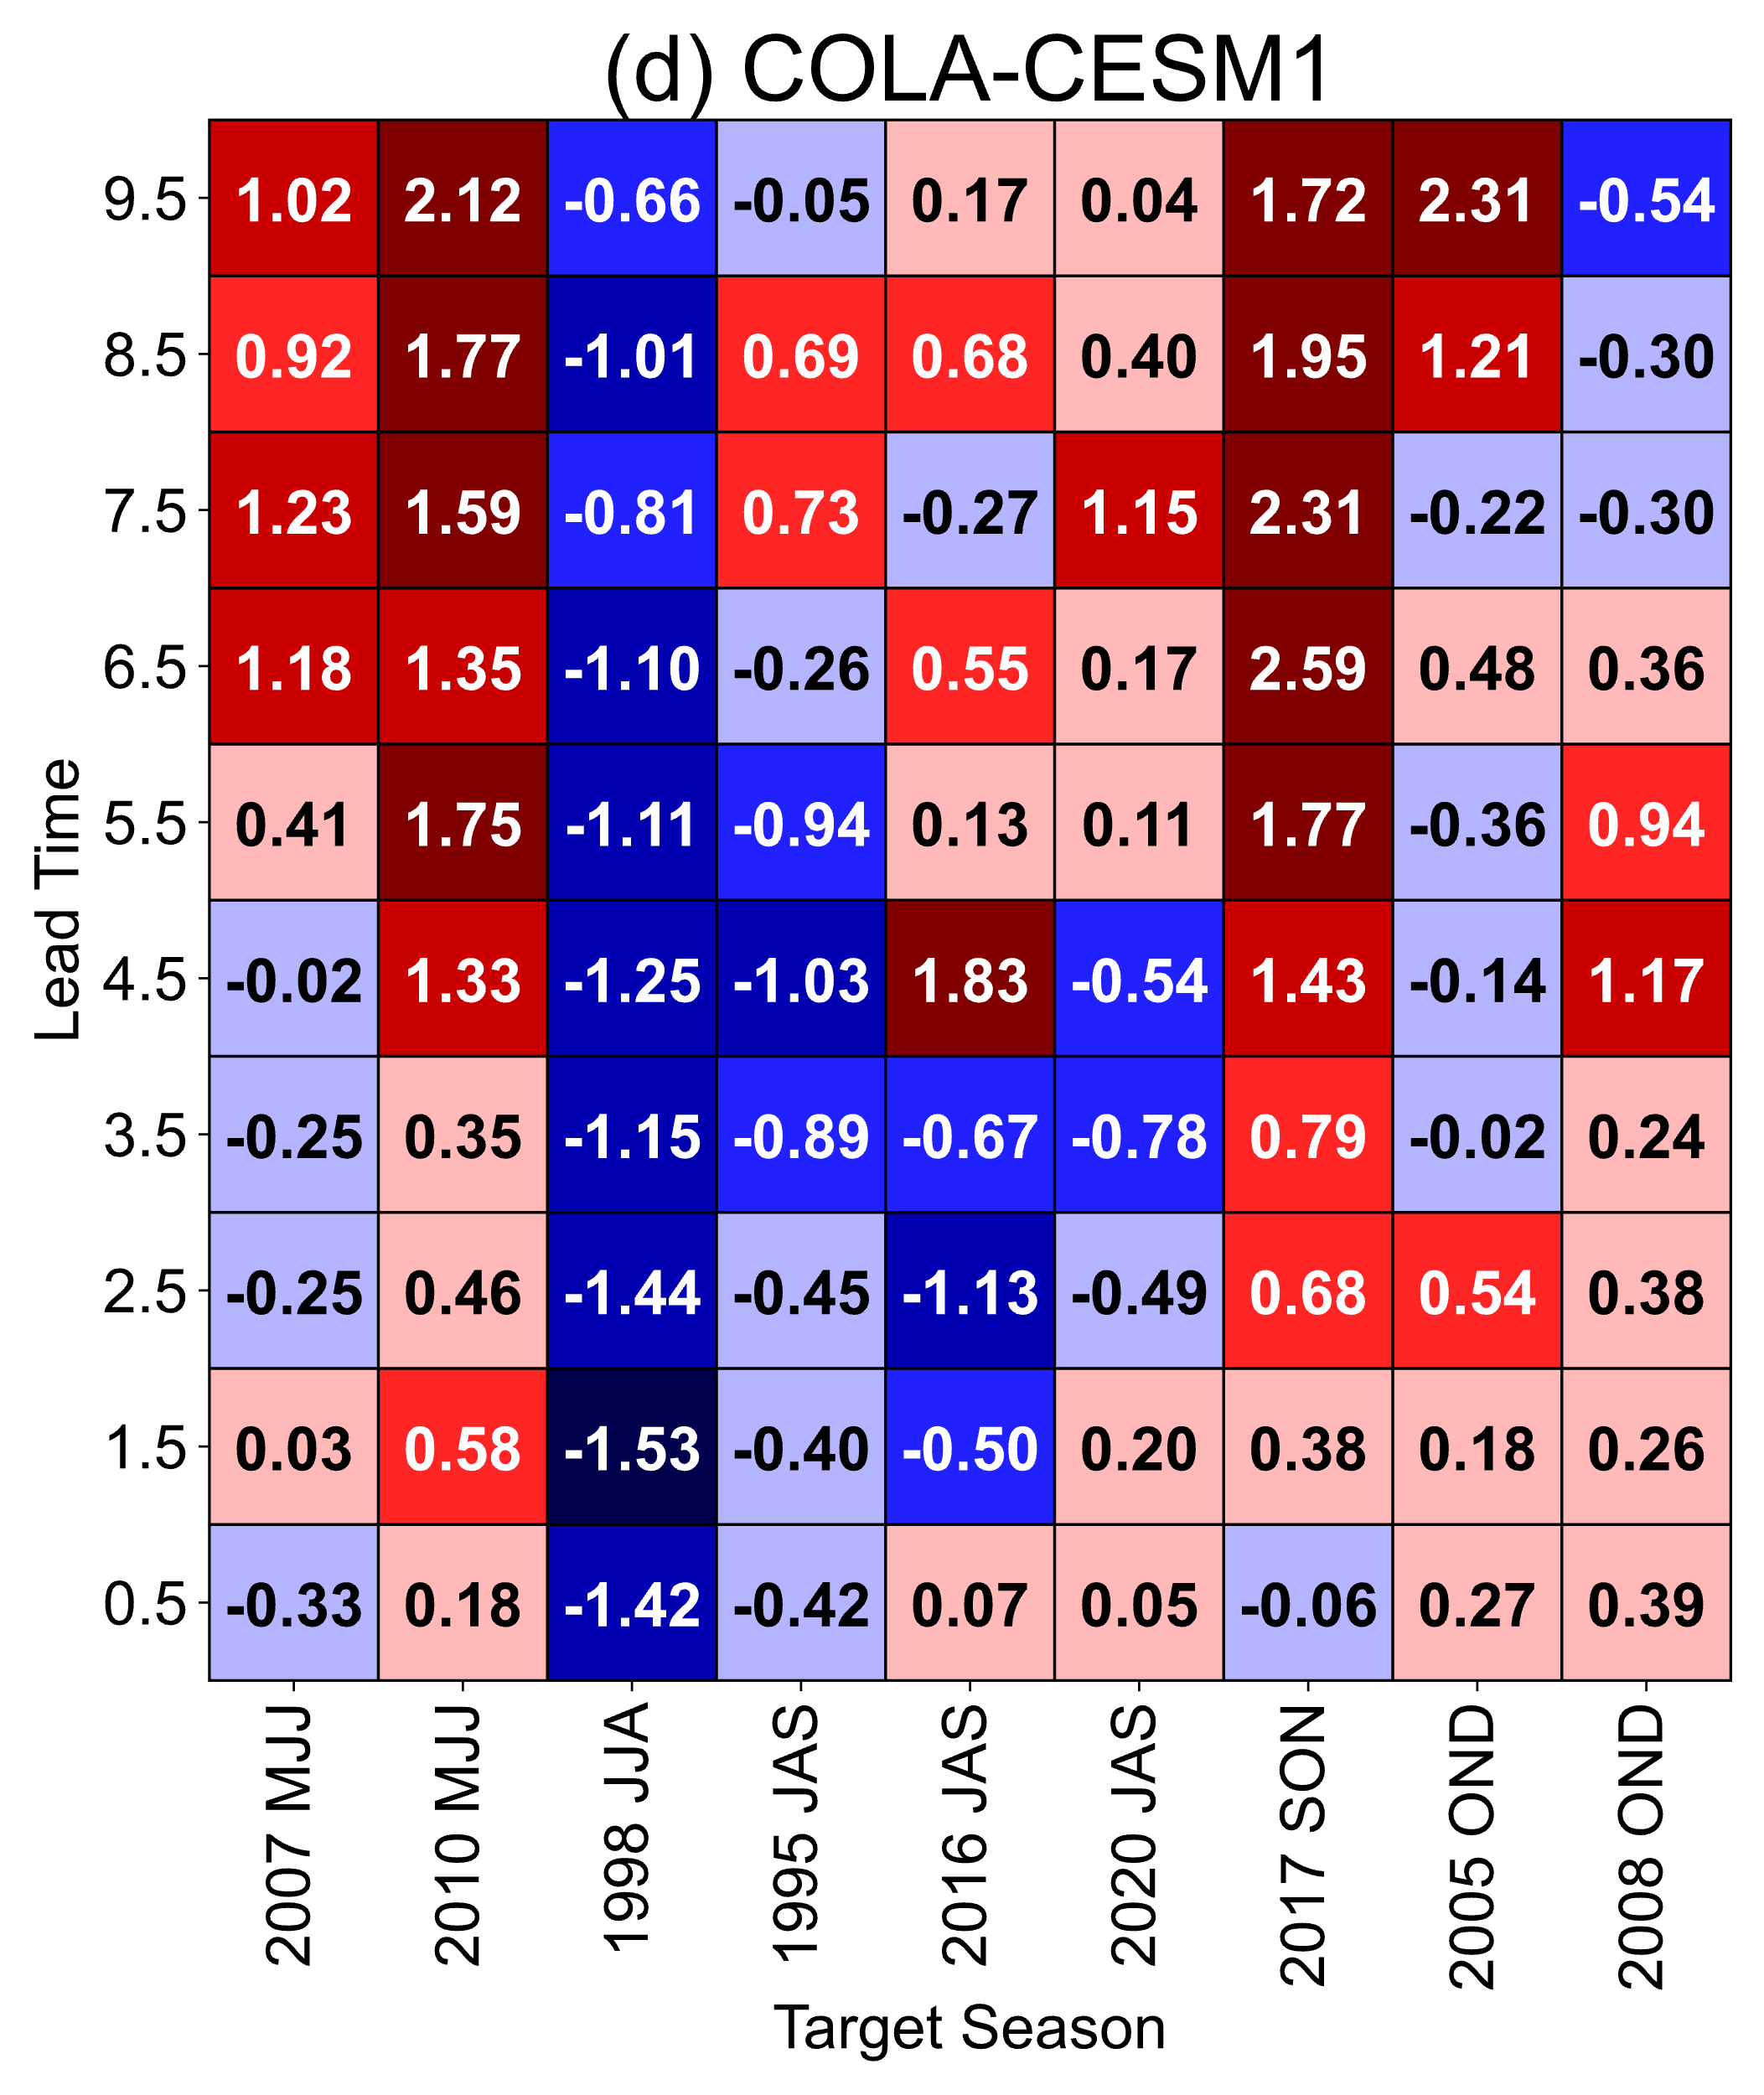 (d) COLA-CESM1
9.5 1.02 2.12 -0.66 -0.05 0.17 0.04 1.72 2.31 -0.54
8.5 0.92 1.77 -1.01 0.69 0.68 0.40 1.95 1.21 -0.30
7.5 1.23 1.59 -0.81 0.73 -0.27 1.15 2.31 -0.22 -0.30
6.5 1.18 1.35 -1.10 -0.26 0.55 0.17 2.59 0.48 0.36
5.5 0.41 1.75 -1.11 -0.94 0.13 0.11 1.77 -0.36 0.94
4.5 -0.02 1.33 -1.25 -1.03 1.83 -0.54 1.43 -0.14 1.17
3.5 -0.25 0.35 -1.15 -0.89 -0.67 -0.78 0.79 -0.02 0.24
2.5 -0.25 0.46 -1.44 -0.45 -1.13 -0.49 0.68 0.54 0.38
1.5 0.03 0.58 -1.53 -0.40 -0.50 0.20 0.38 0.18 0.26
0.5 -0.33 0.18 -1.42 -0.42 0.07 0.05 -0.06 0.27 0.39
Lead Time
2007 MJJ
2010 MJJ
1998 JJA
1995 JAS
2016 JAS
2020 JAS
2017 SON
2005 OND
2008 OND
Target Season